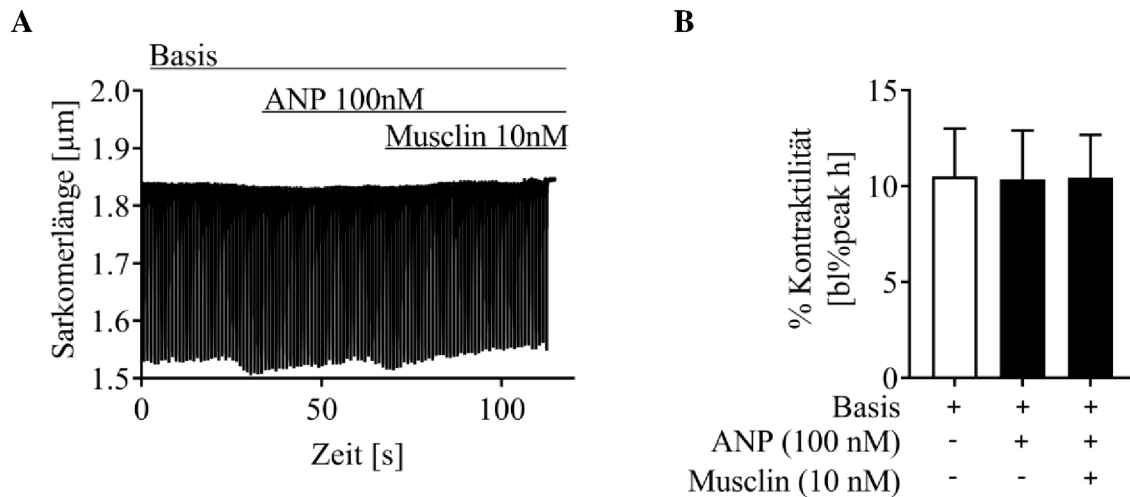 A
Basis
ANP 100nM
Musclin 10nM
Sarkomerlänge [µm]
2.0
1.9
1.8
1.7
1.6
1.5
0 50 100
Zeit [s]
B
% Kontraktilität
[bl%peak h]
15
10
5
0
Basis + + +
ANP (100 nM) - + +
Musclin (10 nM) - - +